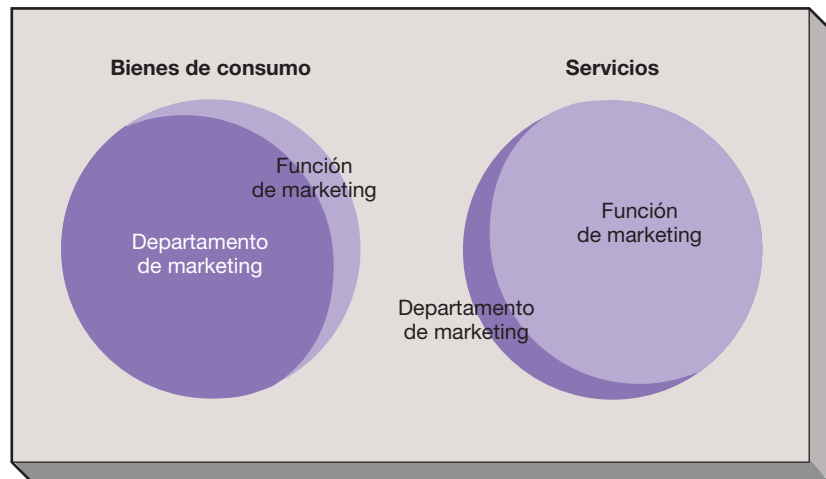 Bienes de consumo
Función
de marketing
Departamento
de marketing
Servicios
Función
de marketing
Departamento
de marketing